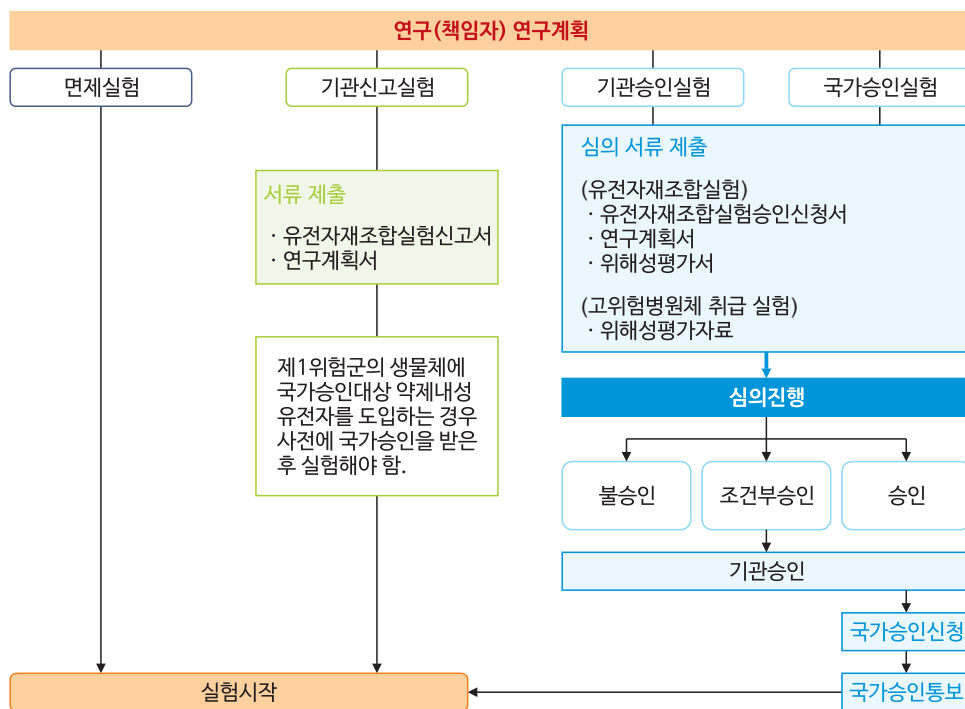 연구(책임자) 연구계획
면제실험
기관신고실험
기관승인실험
국가승인실험
서류 제출
· 유전자재조합실험신고서
· 연구계획서
제1위험군의 생물체에
국가승인대상 약제내성
유전자를 도입하는 경우
사전에 국가승인을 받은
후 실험해야 함.
심의 서류 제출
(유전자재조합실험)
· 유전자재조합실험승인신청서
· 연구계획서
· 위해성평가서
(고위험병원체 취급 실험)
· 위해성평가자료
심의진행
불승인
조건부승인
승인
기관승인
국가승인신청
국가승인통보
실험시작